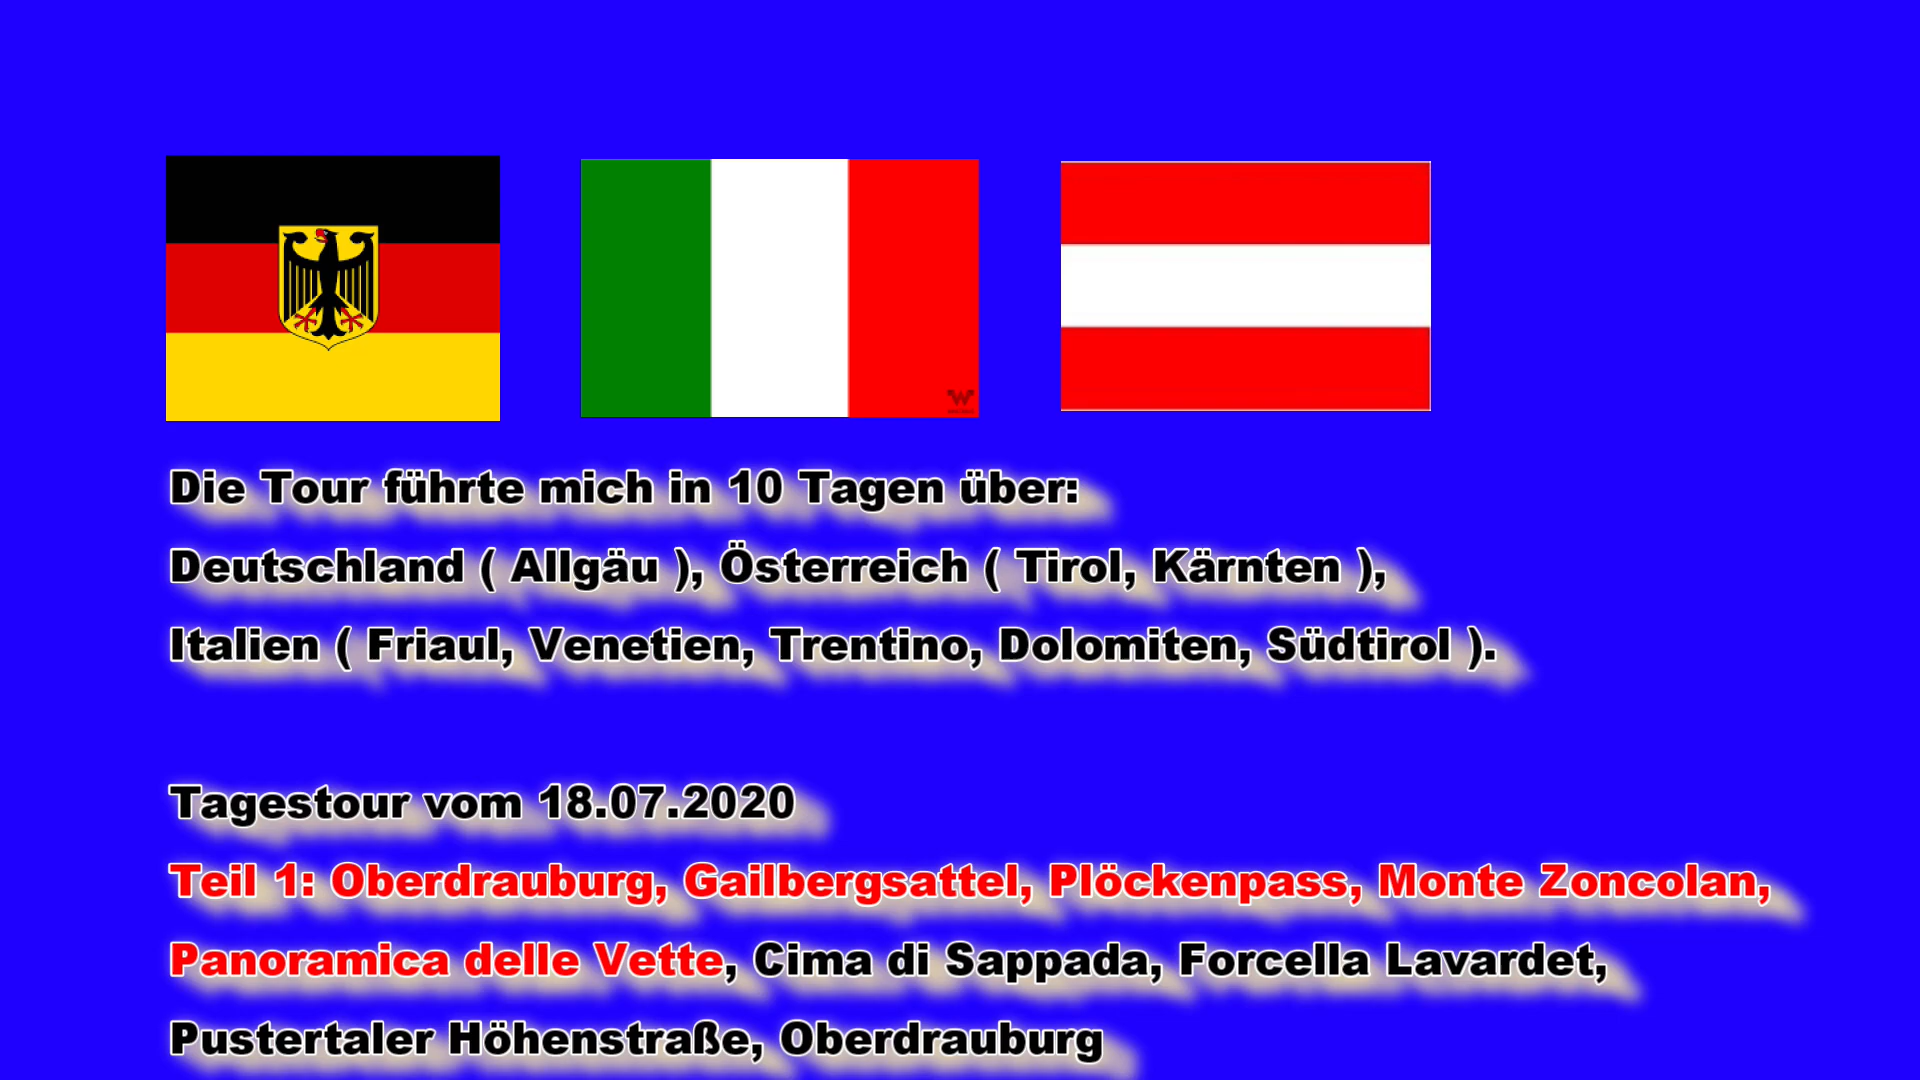 Die Tour führte mich in 10 Tagen über:
Deutschland ( Allgäu ), Österreich ( Tirol, Kärnten ),
Italien ( Friaul, Venetien, Trentino, Dolomiten, Südtirol ).
Tagestour vom 18.07.2020
Teil 1: Oberdrauburg, Gailbergsattel, Plöckenpass, Monte Zoncolan,
Panoramica delle Vette, Cima di Sappada, Forcella Lavardet,
Pustertaler Höhenstraße, Oberdrauburg